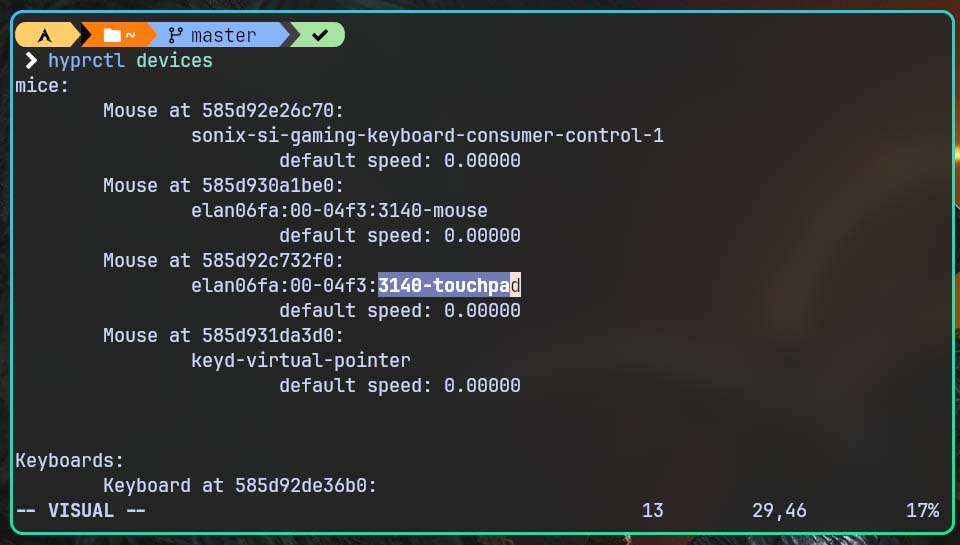 ~ master
hyprctl devices
mice:
Mouse at 585d92e26c70:
sonix-si-gaming-keyboard-consumer-control-1
default speed: 0.00000
Mouse at 585d930a1be0:
elan06fa:00-04f3:3140-mouse
default speed: 0.00000
Mouse at 585d92c732f0:
elan06fa:00-04f3:3140-touchpad
default speed: 0.00000
Mouse at 585d931da3d0:
keyd-virtual-pointer
default speed: 0.00000
Keyboards:
Keyboard at 585d92de36b0:
-- VISUAL -- 13 29,46 17%